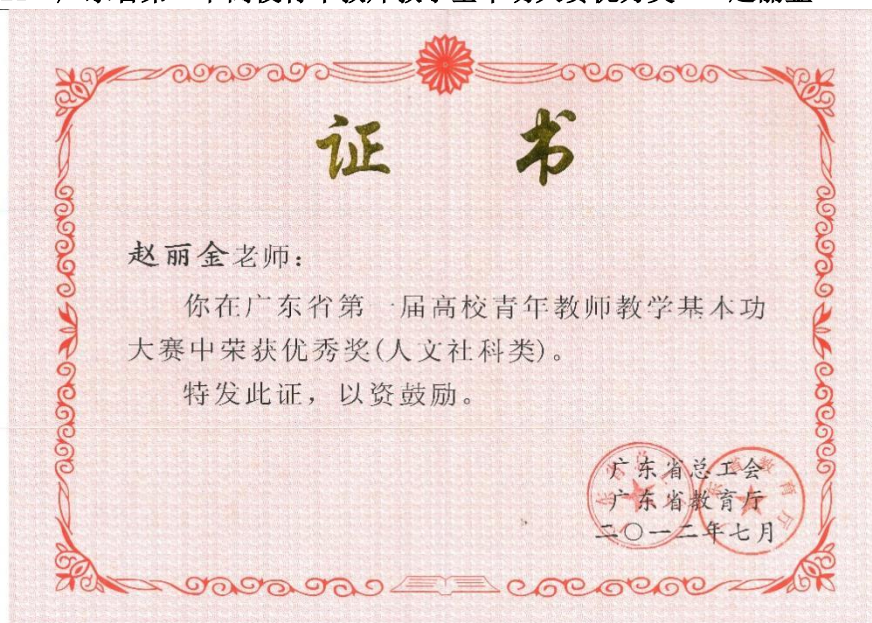 证 书
赵丽金老师：
你在广东省第一届高校青年教师教学基本功
大赛中荣获优秀奖(人文社科类)。
特发此证，以资鼓励。
广东省总工会
广东省教育厅
二〇一二年七月